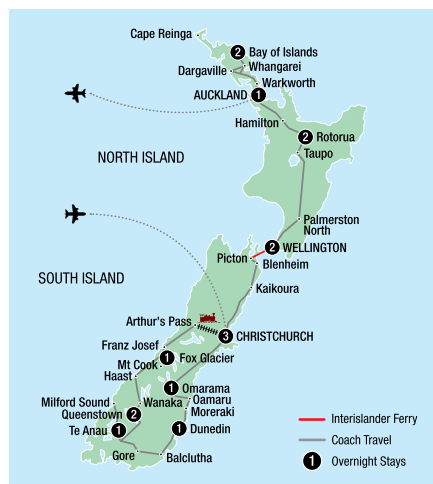 Cape Reinga
2
Bay of Islands
Whangarei
Dargaville
Warkworth
AUCKLAND
1
Hamilton
2
Rotorua
Taupo
NORTH ISLAND
Palmerston
North
2
WELLINGTON
Picton
Blenheim
SOUTH ISLAND
Kaikoura
Arthur's Pass
3
CHRISTCHURCH
Franz Josef
1
Fox Glacier
Mt Cook
Haast
1
Omarama
Oamaru
Milford Sound
Wanaka
Moreraki
Queenstown
2
Te Anau
1
1
Dunedin
Gore
Balclutha
Interislander Ferry
Coach Travel
1
Overnight Stays